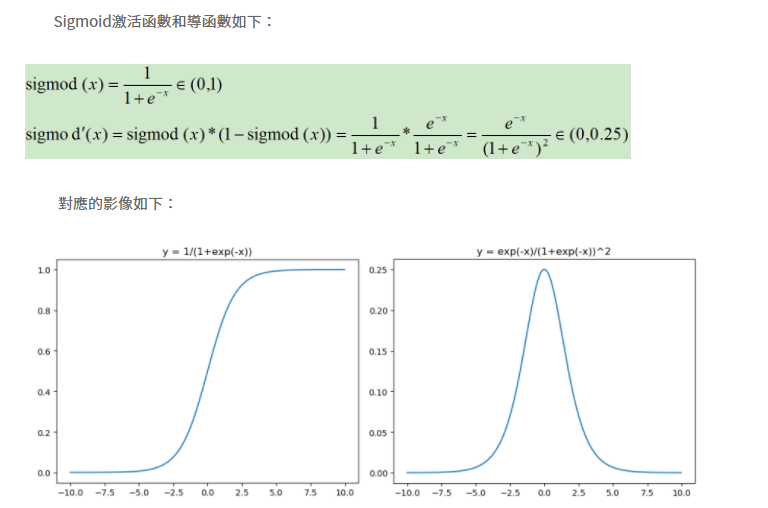 Sigmoid激活函數和導函數如下：
sigmod (x) = 1/(1+e^{-x}) ∈ (0,1)
sigmo d′(x) = sigmod (x) * (1 − sigmod (x)) = 1/(1+e^{-x}) * e^{-x}/(1+e^{-x}) = e^{-x}/(1+e^{-x})^2 ∈ (0,0.25)
對應的影像如下：
y = 1/(1+exp(-x))
1.0
0.8
0.6
0.4
0.2
0.0
−10.0 −7.5 −5.0 −2.5 0.0 2.5 5.0 7.5 10.0
y = exp(-x)/(1+exp(-x))^2
0.25
0.20
0.15
0.10
0.05
0.00
−10.0 −7.5 −5.0 −2.5 0.0 2.5 5.0 7.5 10.0